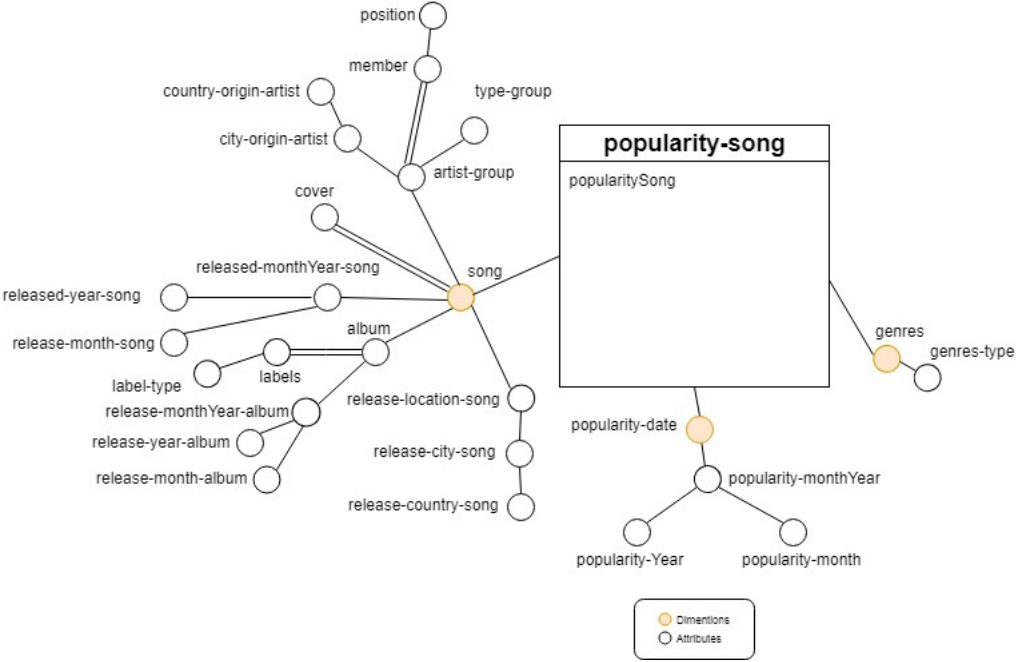 position
member
country-origin-artist
type-group
city-origin-artist
popularity-song
artist-group
popularitySong
cover
released-monthYear-song
song
released-year-song
album
genres
release-month-song
genres-type
label-type
labels
release-monthYear-album
release-location-song
popularity-date
release-year-album
release-city-song
release-month-album
popularity-monthYear
release-country-song
popularity-Year
popularity-month
Dimentions
Attributes